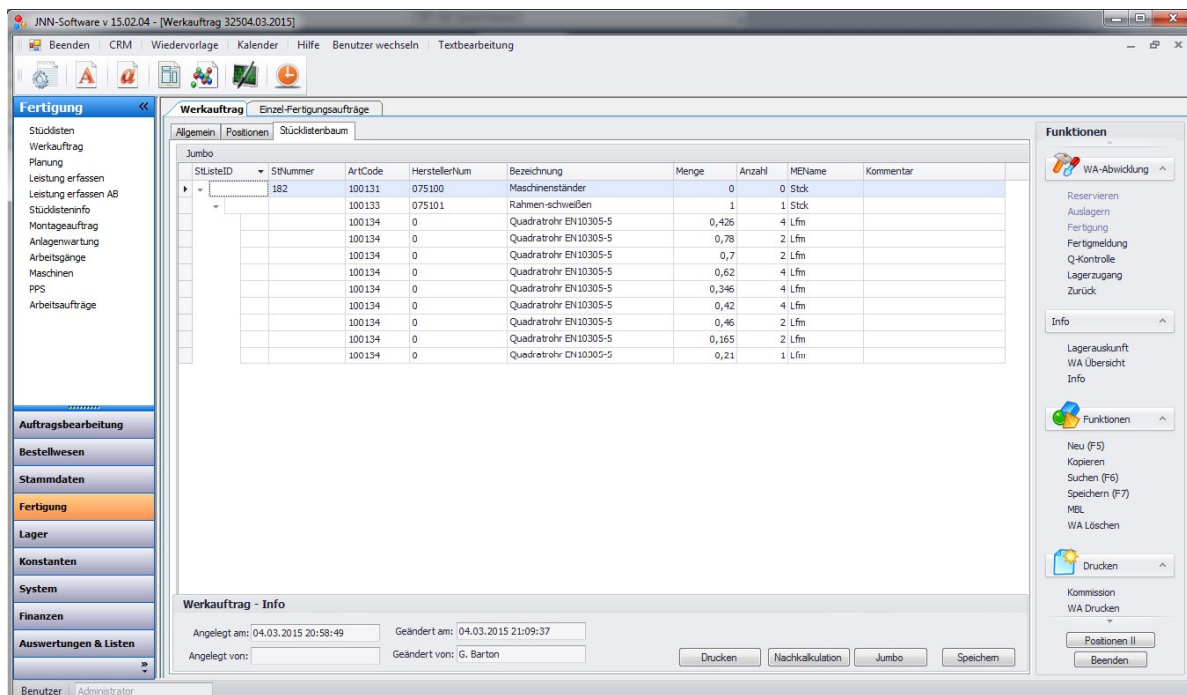 JNN-Software v 15.02.04 - [Werkauftrag 32504.03.2015]
Beenden CRM Wiedervorlage Kalender Hilfe Benutzer wechseln Textbearbeitung
Fertigung «
Stücklisten
Werkauftrag
Planung
Leistung erfassen
Leistung erfassen AB
Stücklisteninfo
Montageauftrag
Anlagenwartung
Arbeitsgänge
Maschinen
PPS
Arbeitsaufträge
Auftragsbearbeitung
Bestellwesen
Stammdaten
Fertigung
Lager
Konstanten
System
Finanzen
Auswertungen & Listen
Werkauftrag Einzel-Fertigungsaufträge
Allgemein Positionen Stücklistenbaum
Jumbo
StListeID StNummer ArtCode HerstellerNum Bezeichnung Menge Anzahl MEName Kommentar
182 100131 075100 Maschinenständer 0 0 Stck
100133 075101 Rahmen-schweißen 1 1 Stck
100134 0 Quadratrohr EN10305-5 0,426 4 Lfm
100134 0 Quadratrohr EN10305-5 0,78 2 Lfm
100134 0 Quadratrohr EN10305-5 0,7 2 Lfm
100134 0 Quadratrohr EN10305-5 0,62 4 Lfm
100134 0 Quadratrohr EN10305-5 0,346 4 Lfm
100134 0 Quadratrohr EN10305-5 0,42 4 Lfm
100134 0 Quadratrohr EN10305-5 0,46 2 Lfm
100134 0 Quadratrohr EN10305-5 0,165 2 Lfm
100134 0 Quadratrohr EN10305-5 0,21 1 Lfm
Werkauftrag - Info
Angelegt am: 04.03.2015 20:58:49 Geändert am: 04.03.2015 21:09:37
Angelegt von: Geändert von: G. Barton
Drucken Nachkalkulation Jumbo Speichern
Funktionen
WA-Abwicklung
Reservieren
Auslagern
Fertigung
Fertigmeldung
Q-Kontrolle
Lagerzugang
Zurück
Info
Lagerauskunft
WA Übersicht
Info
Funktionen
Neu (F5)
Kopieren
Suchen (F6)
Speichern (F7)
MBL
WA Löschen
Drucken
Kommission
WA Drucken
Positionen II
Beenden
Benutzer Administrator